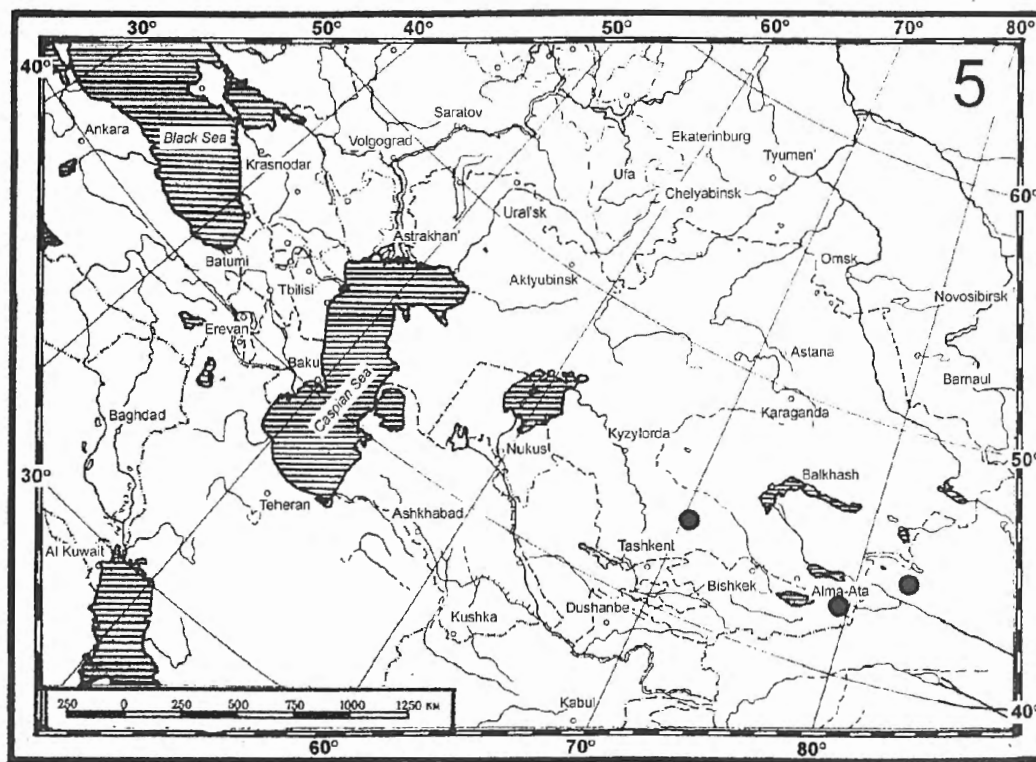 40° 50° 60° 70° 80°
5
40°
Ankara
Black Sea
Krasnodar
Volgograd
Saratov
Ekaterinburg
Tyumen'
Ufa
Chelyabinsk
60°
Ural'sk
Astrakhan'
Batumi
Tbilisi
Aktyubinsk
Omsk
Novosibirsk
Erevan
Baku
Caspian Sea
Astana
Barnaul
Baghdad
Karaganda
Kyzylorda
Nukus
50°
30°
Balkhash
Teheran
Ashkhabad
Al Kuwait
Tashkent
Bishkek
Alma-Ata
Dushanbe
Kushka
Kabul
250 0 250 500 750 1000 1250 КМ
40°
60° 70° 80°